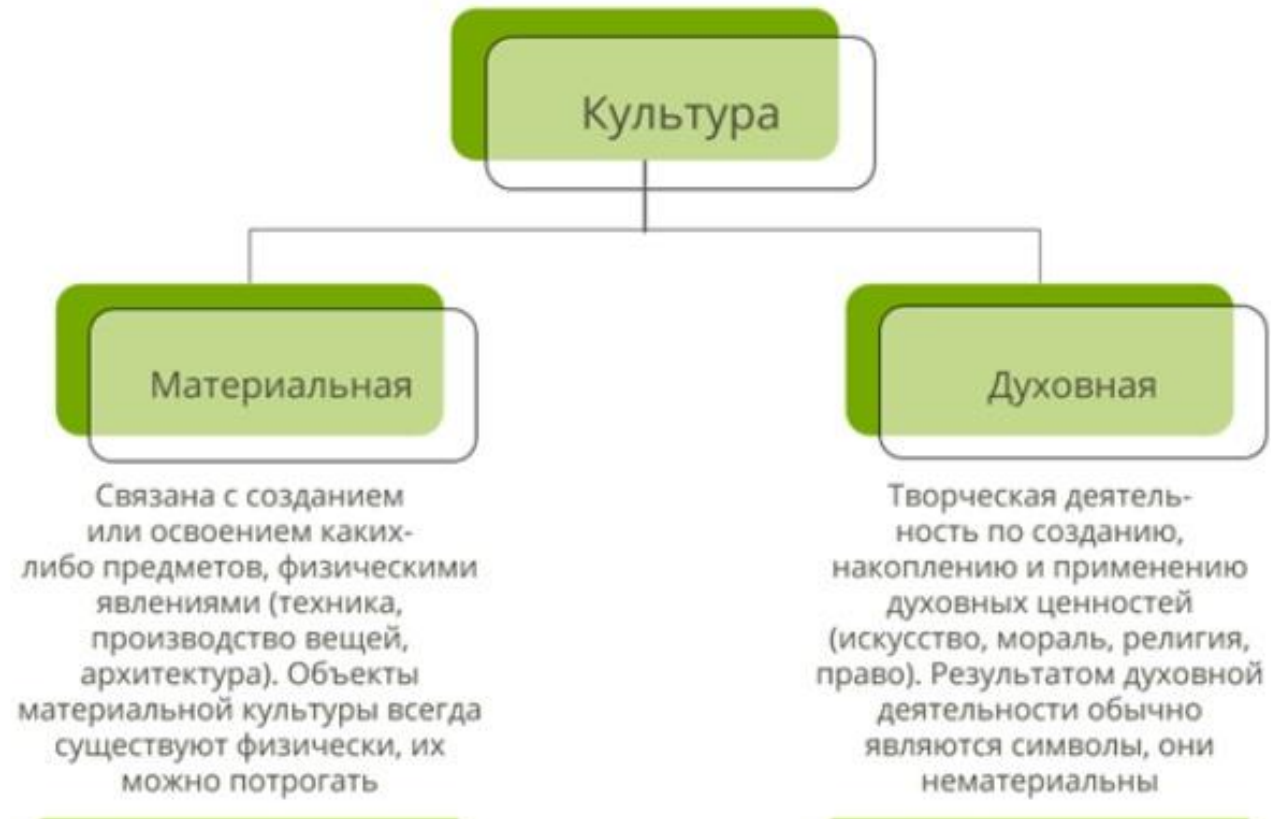 Культура
Материальная
Связана с созданием
или освоением каких-
либо предметов, физическими
явлениями (техника,
производство вещей,
архитектура). Объекты
материальной культуры всегда
существуют физически, их
можно потрогать
Духовная
Творческая деятель-
ность по созданию,
накоплению и применению
духовных ценностей
(искусство, мораль, религия,
право). Результатом духовной
деятельности обычно
являются символы, они
нематериальны